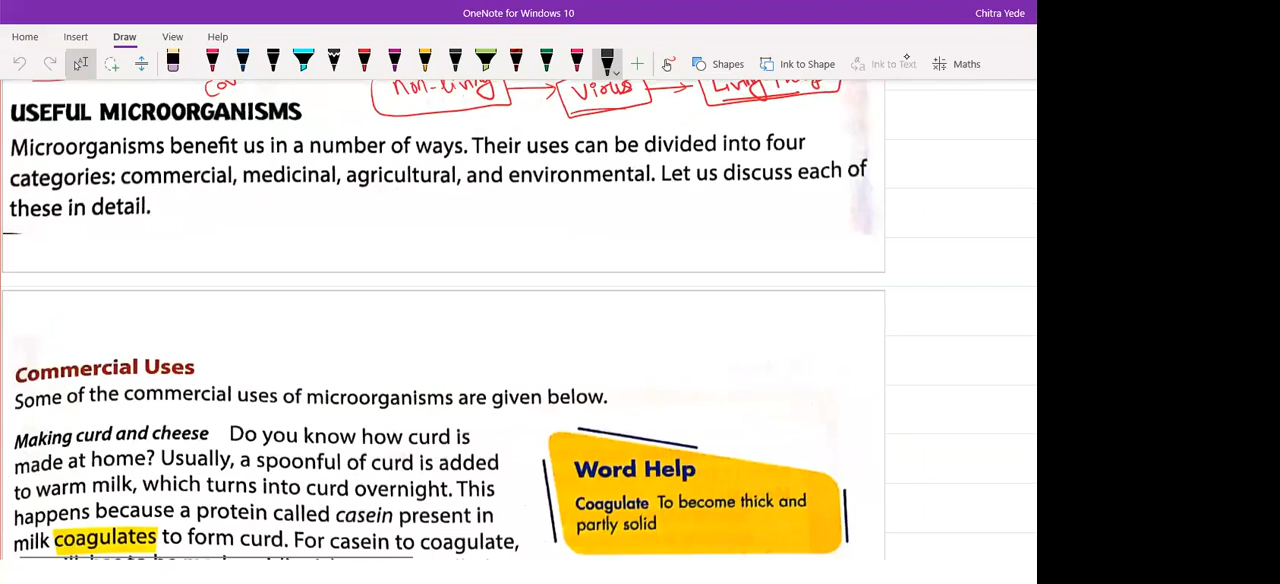 OneNote for Windows 10
Chitra Yede
Home Insert Draw View Help
Shapes Ink to Shape Ink to Text Maths
Non-living Virus Living
USEFUL MICROORGANISMS
Microorganisms benefit us in a number of ways. Their uses can be divided into four
categories: commercial, medicinal, agricultural, and environmental. Let us discuss each of
these in detail.
Commercial Uses
Some of the commercial uses of microorganisms are given below.
Making curd and cheese Do you know how curd is
made at home? Usually, a spoonful of curd is added
to warm milk, which turns into curd overnight. This
happens because a protein called casein present in
milk coagulates to form curd. For casein to coagulate,
Word Help
Coagulate To become thick and
partly solid